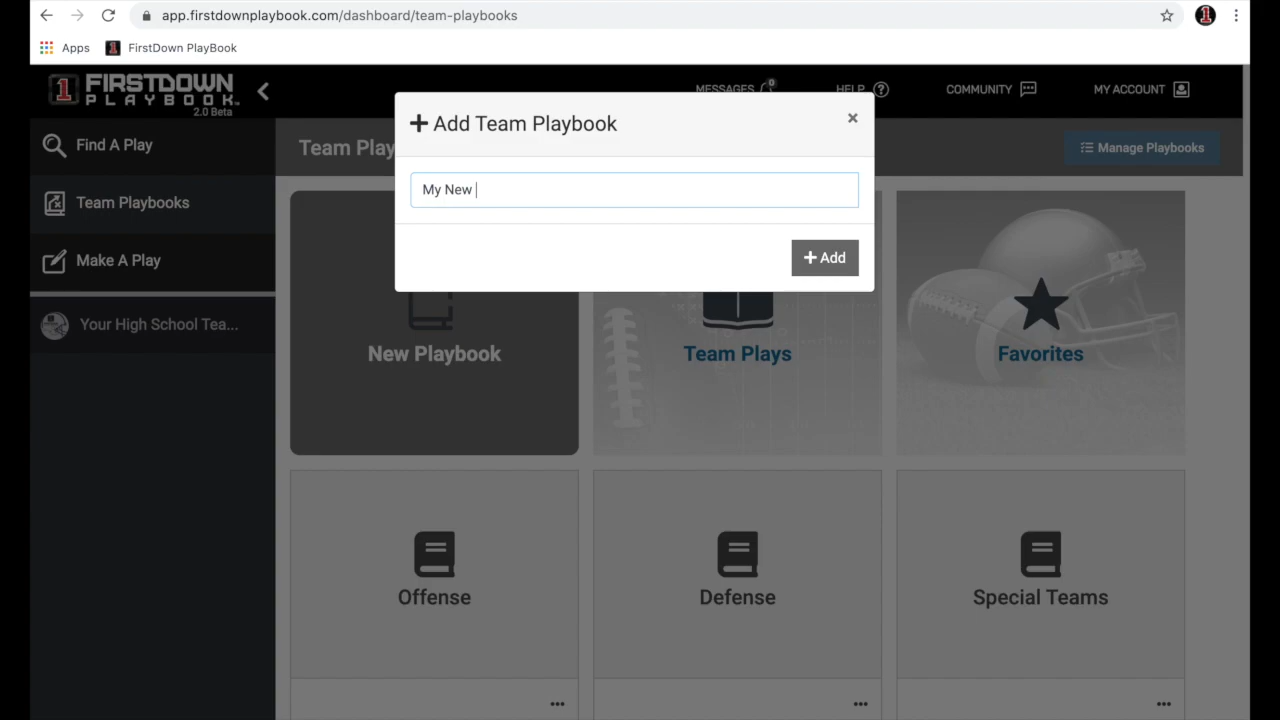 app.firstdownplaybook.com/dashboard/team-playbooks
Apps FirstDown PlayBook
1 FIRSTDOWN
PLAYBOOK™
2.0 Beta
MESSAGES 0 HELP ? COMMUNITY MY ACCOUNT
Find A Play
Team Playbooks
Make A Play
Your High School Tea...
Team Play
Manage Playbooks
+ Add Team Playbook ×
My New
+ Add
New Playbook
Team Plays
Favorites
Offense
Defense
Special Teams
••• ••• •••